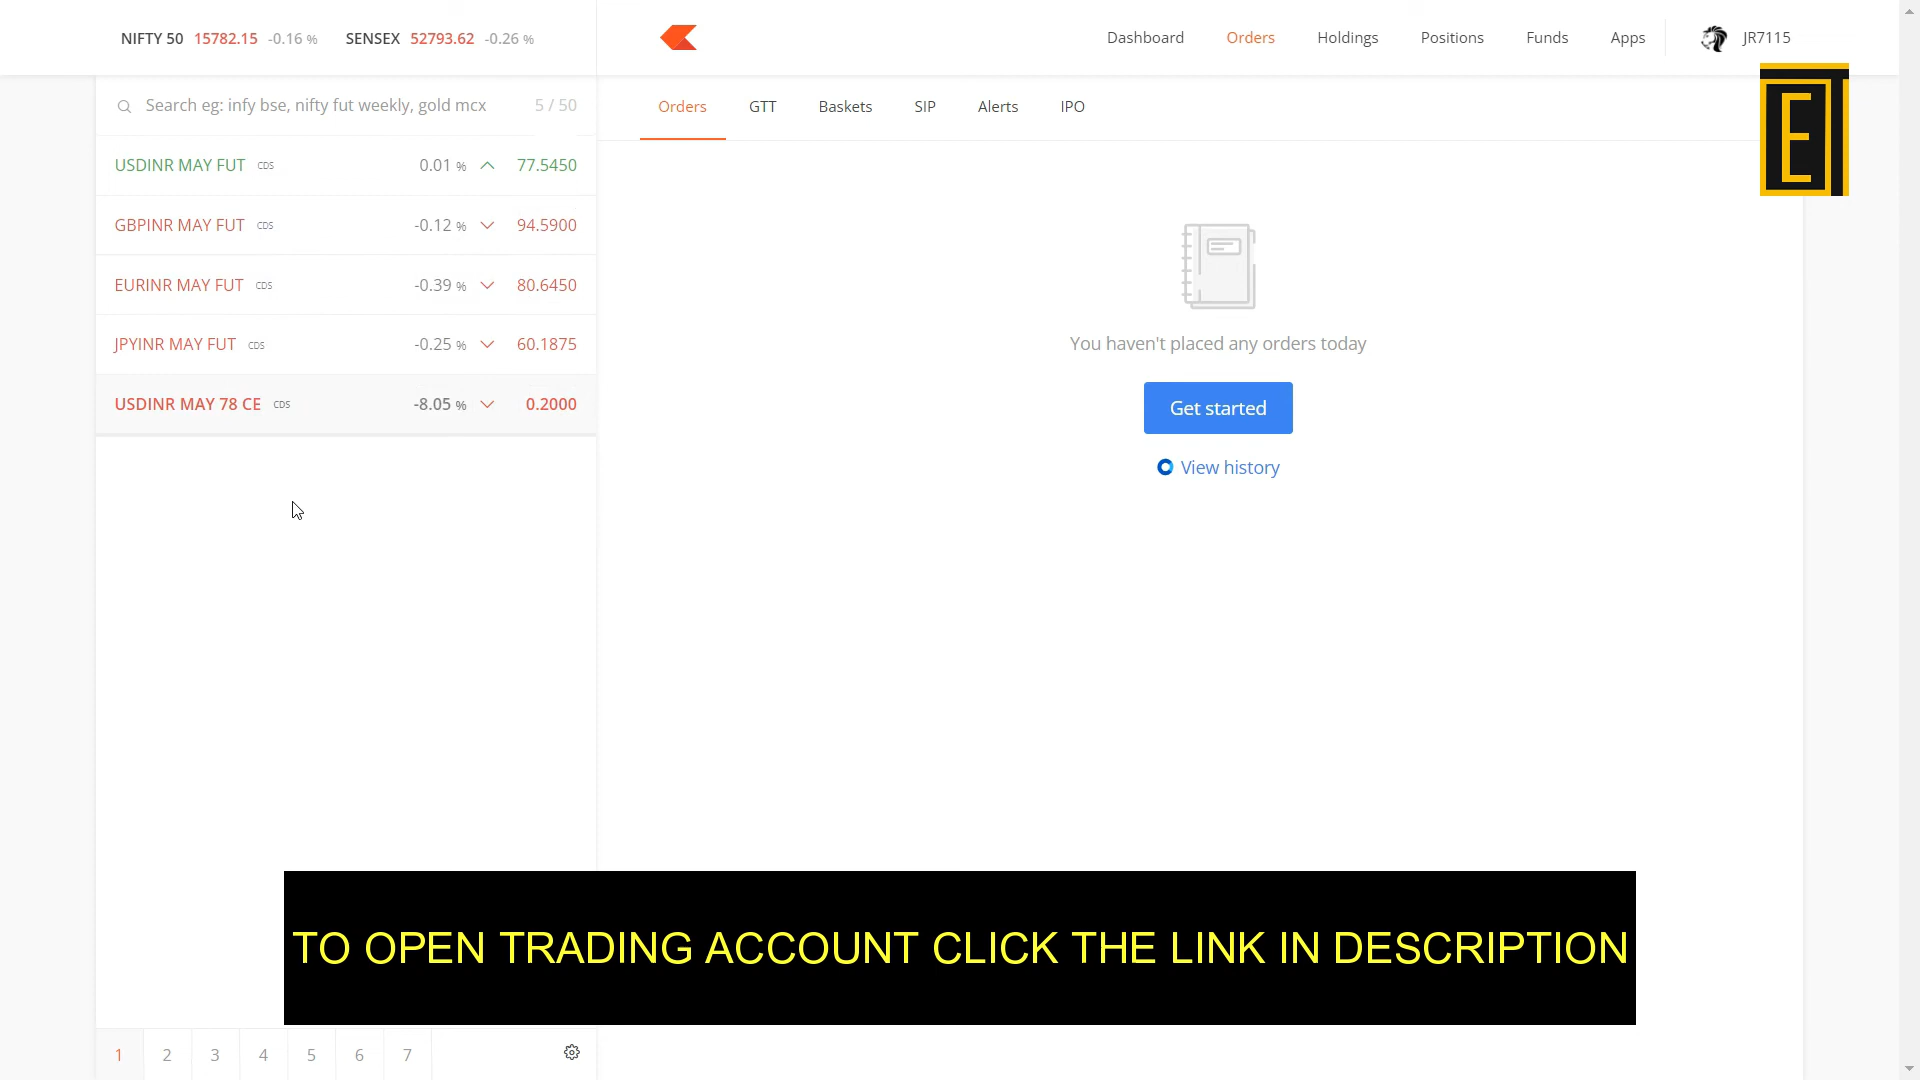 NIFTY 50 15782.15 -0.16 % SENSEX 52793.62 -0.26 %
Dashboard Orders Holdings Positions Funds Apps JR7115
Search eg: infy bse, nifty fut weekly, gold mcx 5 / 50
Orders GTT Baskets SIP Alerts IPO
E
USDINR MAY FUT CDS 0.01 % 77.5450
GBPINR MAY FUT CDS -0.12 % 94.5900
EURINR MAY FUT CDS -0.39 % 80.6450
JPYINR MAY FUT CDS -0.25 % 60.1875
USDINR MAY 78 CE CDS -8.05 % 0.2000
You haven't placed any orders today
Get started
View history
TO OPEN TRADING ACCOUNT CLICK THE LINK IN DESCRIPTION
1 2 3 4 5 6 7